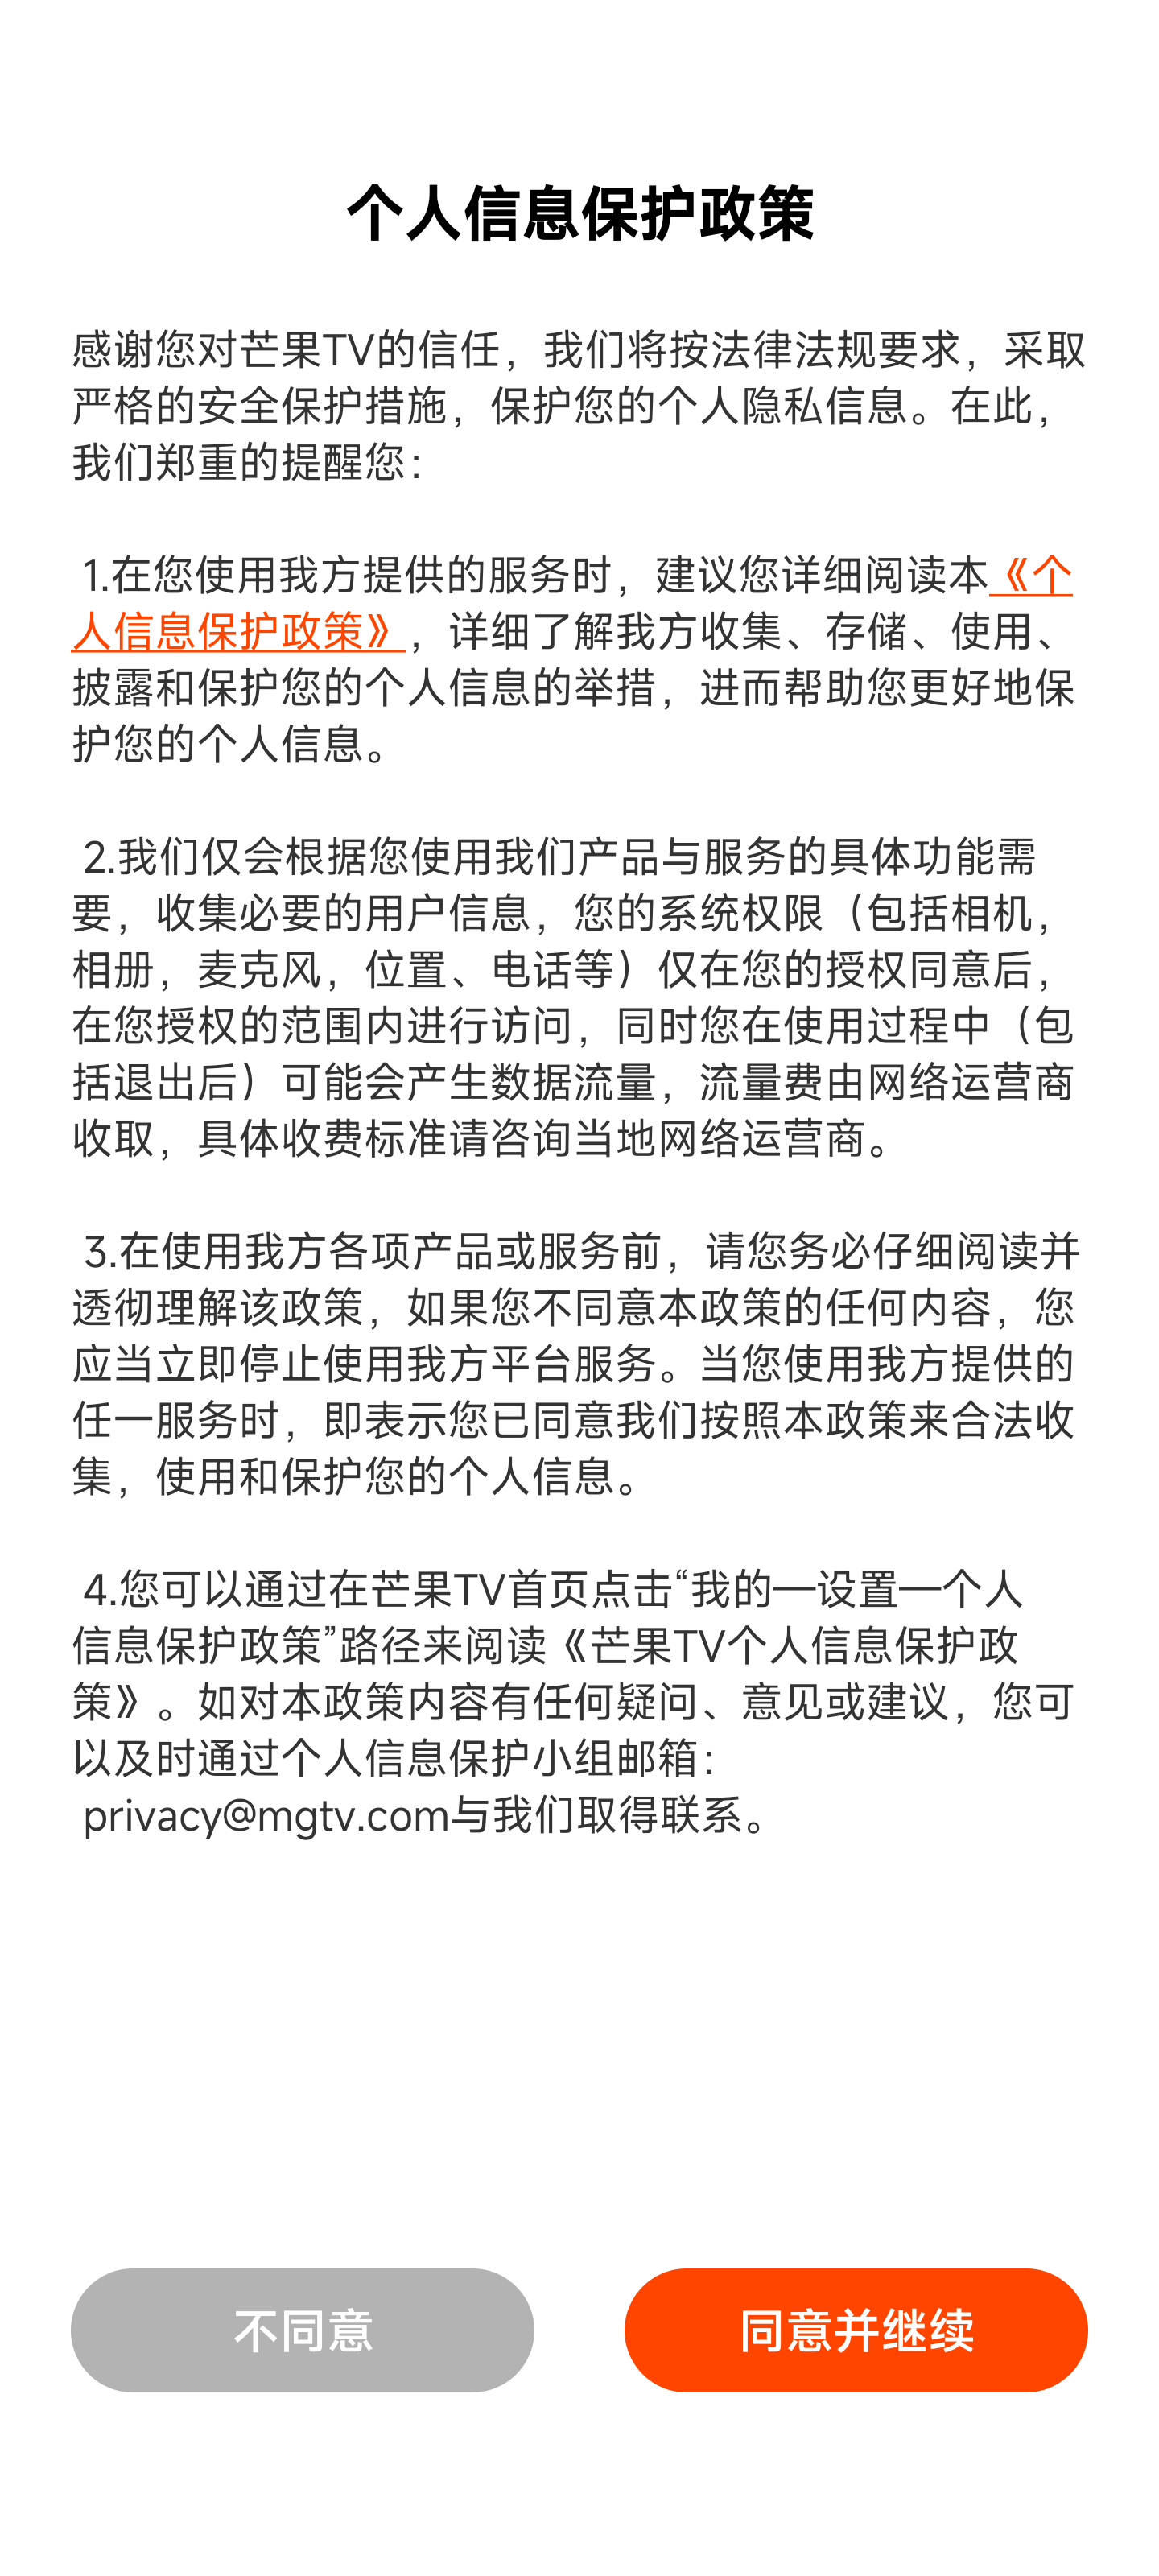 个人信息保护政策
感谢您对芒果TV的信任，我们将按法律法规要求，采取
严格的安全保护措施，保护您的个人隐私信息。在此，
我们郑重的提醒您：
1.在您使用我方提供的服务时，建议您详细阅读本《个
人信息保护政策》，详细了解我方收集、存储、使用、
披露和保护您的个人信息的举措，进而帮助您更好地保
护您的个人信息。
2.我们仅会根据您使用我们产品与服务的具体功能需
要，收集必要的用户信息，您的系统权限（包括相机，
相册，麦克风，位置、电话等）仅在您的授权同意后，
在您授权的范围内进行访问，同时您在使用过程中（包
括退出后）可能会产生数据流量，流量费由网络运营商
收取，具体收费标准请咨询当地网络运营商。
3.在使用我方各项产品或服务前，请您务必仔细阅读并
透彻理解该政策，如果您不同意本政策的任何内容，您
应当立即停止使用我方平台服务。当您使用我方提供的
任一服务时，即表示您已同意我们按照本政策来合法收
集，使用和保护您的个人信息。
4.您可以通过在芒果TV首页点击“我的—设置—个人
信息保护政策”路径来阅读《芒果TV个人信息保护政
策》。如对本政策内容有任何疑问、意见或建议，您可
以及时通过个人信息保护小组邮箱：
privacy@mgtv.com与我们取得联系。
不同意
同意并继续